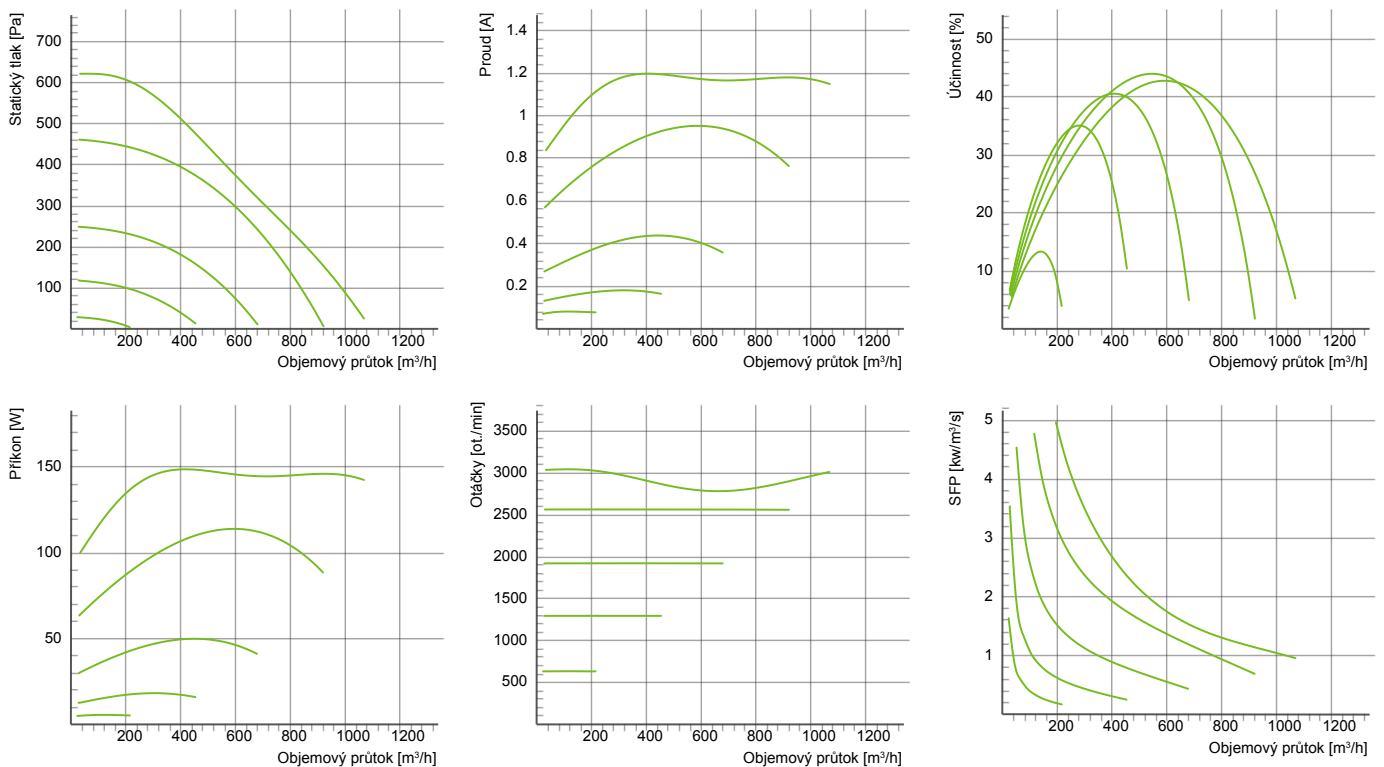 Statický tlak [Pa]
700
600
500
400
300
200
100
200 400 600 800 1000 1200
Objemový průtok [m³/h]
Proud [A]
1.4
1.2
1
0.8
0.6
0.4
0.2
200 400 600 800 1000 1200
Objemový průtok [m³/h]
Účinnost [%]
50
40
30
20
10
200 400 600 800 1000 1200
Objemový průtok [m³/h]
Příkon [W]
150
100
50
200 400 600 800 1000 1200
Objemový průtok [m³/h]
Otáčky [ot./min]
3500
3000
2500
2000
1500
1000
500
200 400 600 800 1000 1200
Objemový průtok [m³/h]
SFP [kw/m³/s]
5
4
3
2
1
200 400 600 800 1000 1200
Objemový průtok [m³/h]